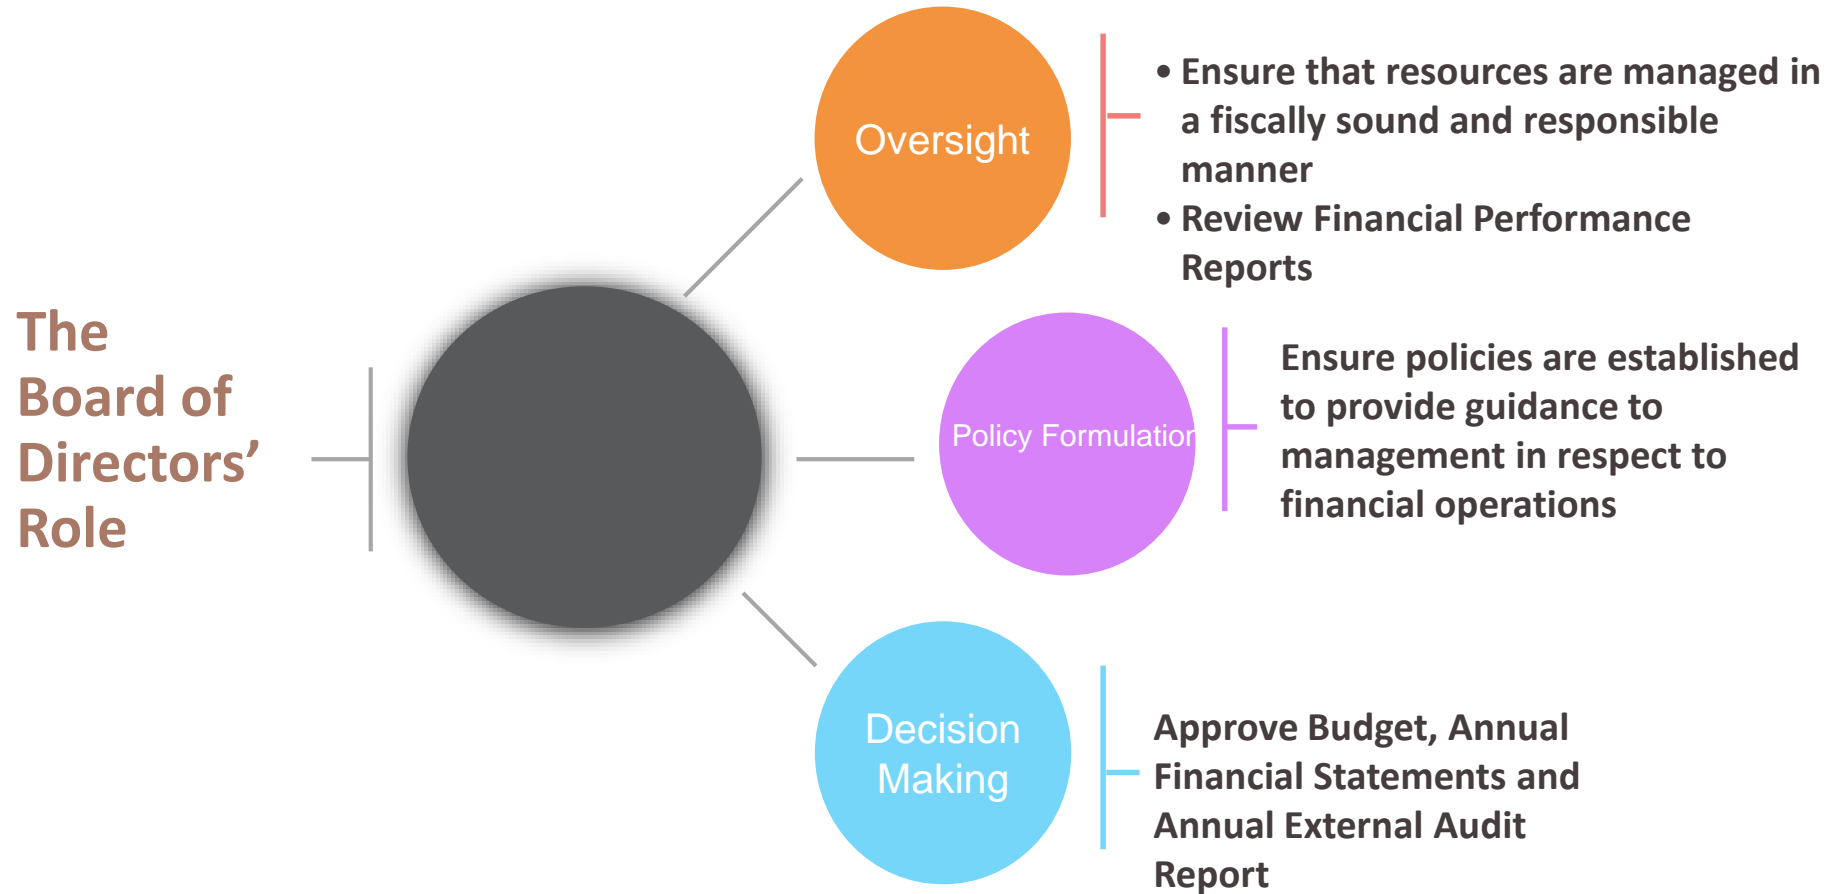 The
Board of
Directors’
Role
Oversight
• Ensure that resources are managed in
a fiscally sound and responsible
manner
• Review Financial Performance
Reports
Policy Formulation
Ensure policies are established
to provide guidance to
management in respect to
financial operations
Decision
Making
Approve Budget, Annual
Financial Statements and
Annual External Audit
Report